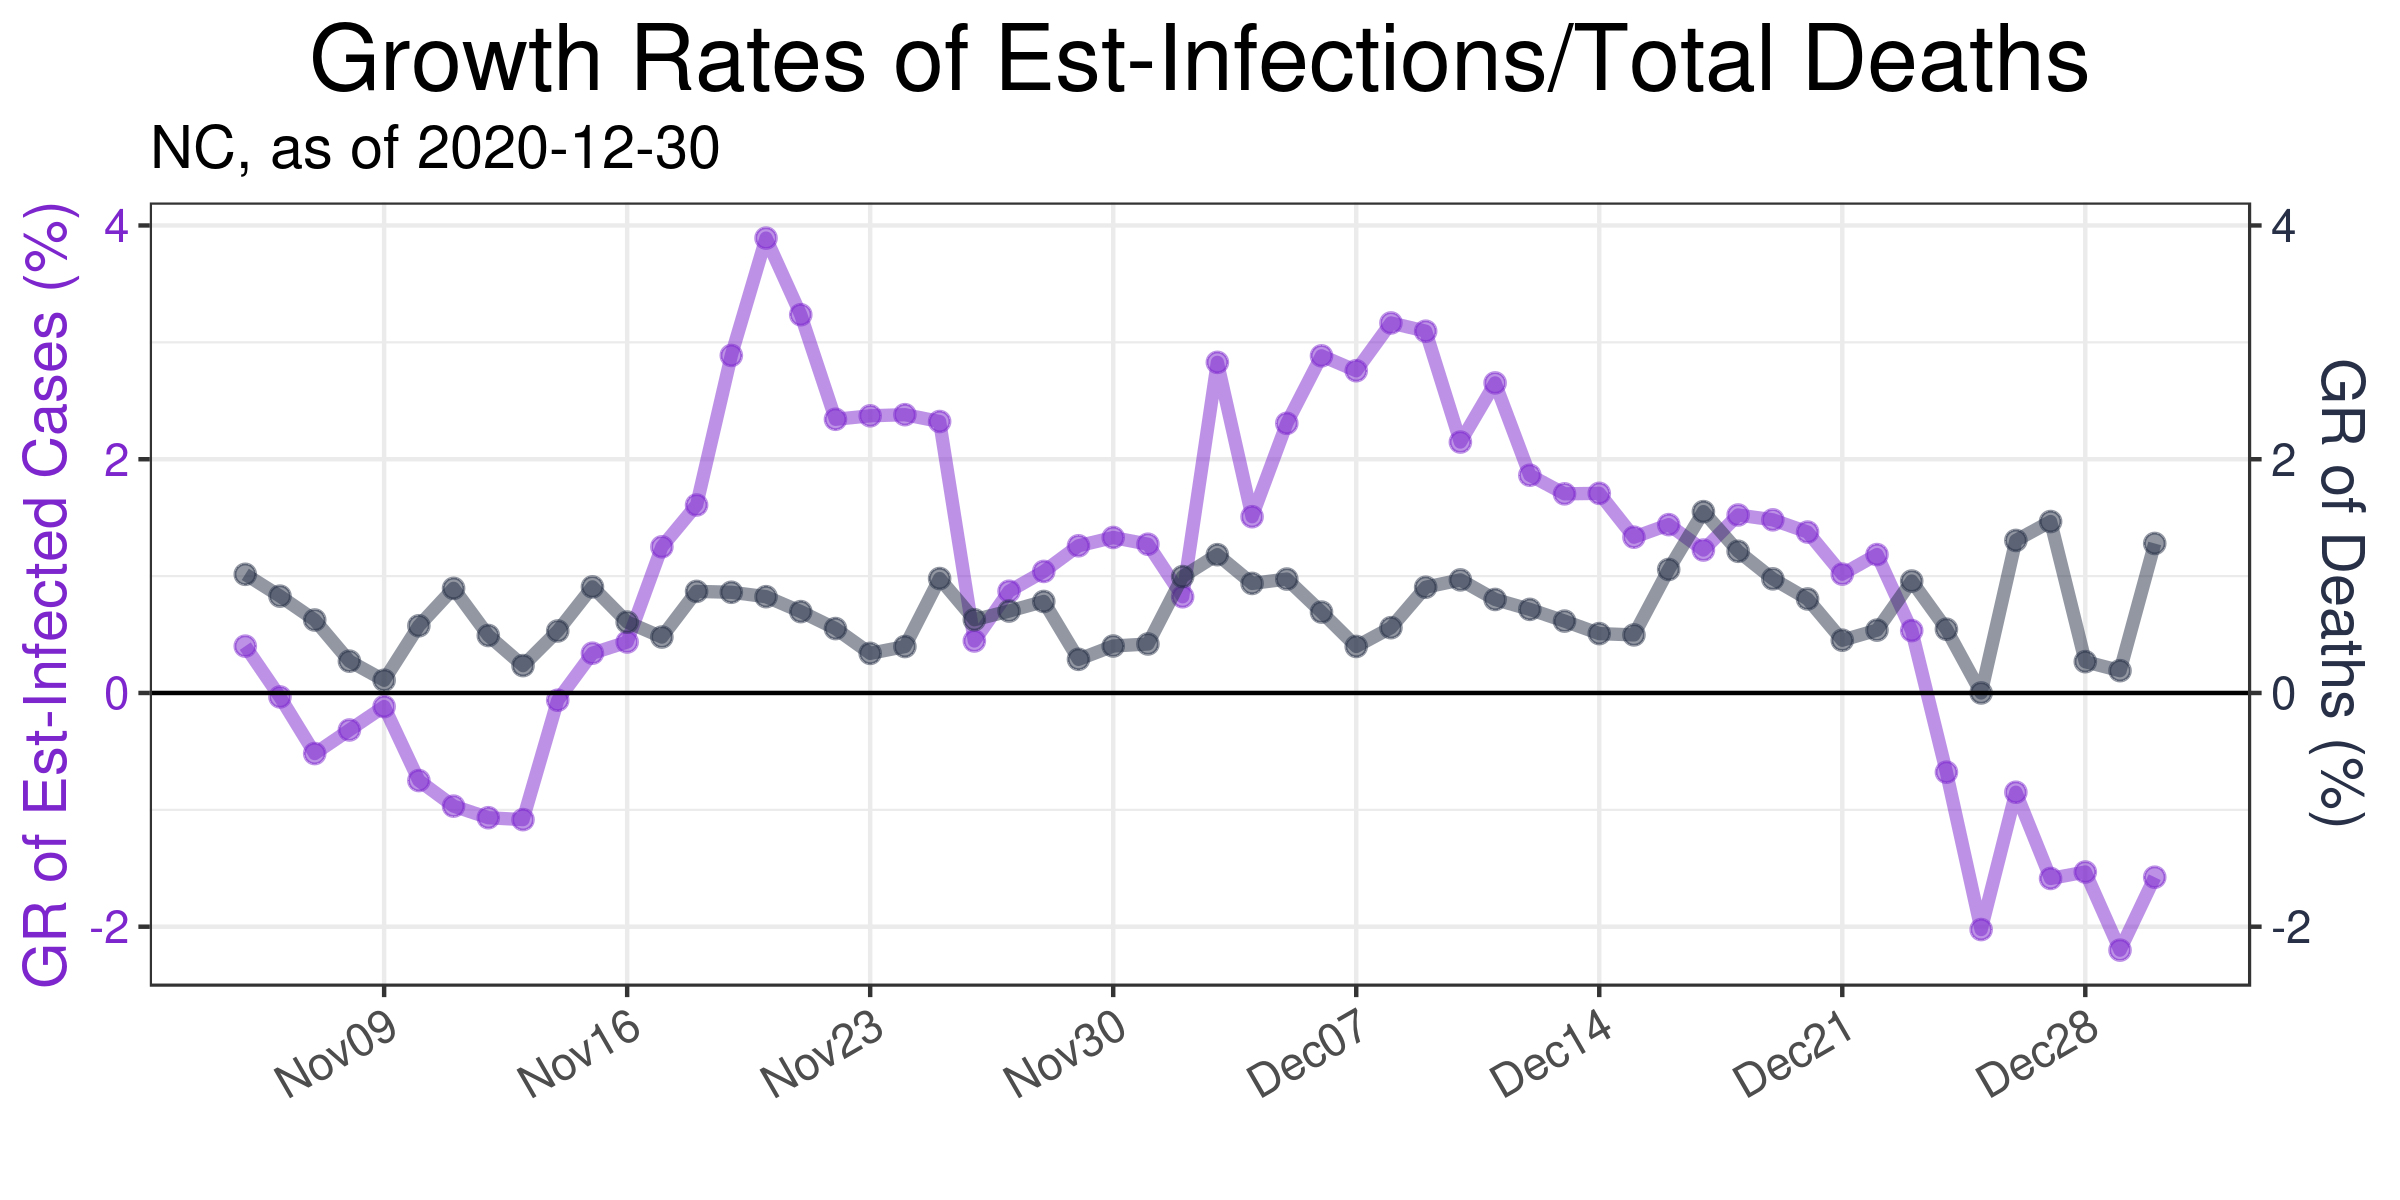 Growth Rates of Est-Infections/Total Deaths
NC, as of 2020-12-30
GR of Est-Infected Cases (%)
4
2
0
-2
4
2
0
-2
GR of Deaths (%)
Nov09
Nov16
Nov23
Nov30
Dec07
Dec14
Dec21
Dec28